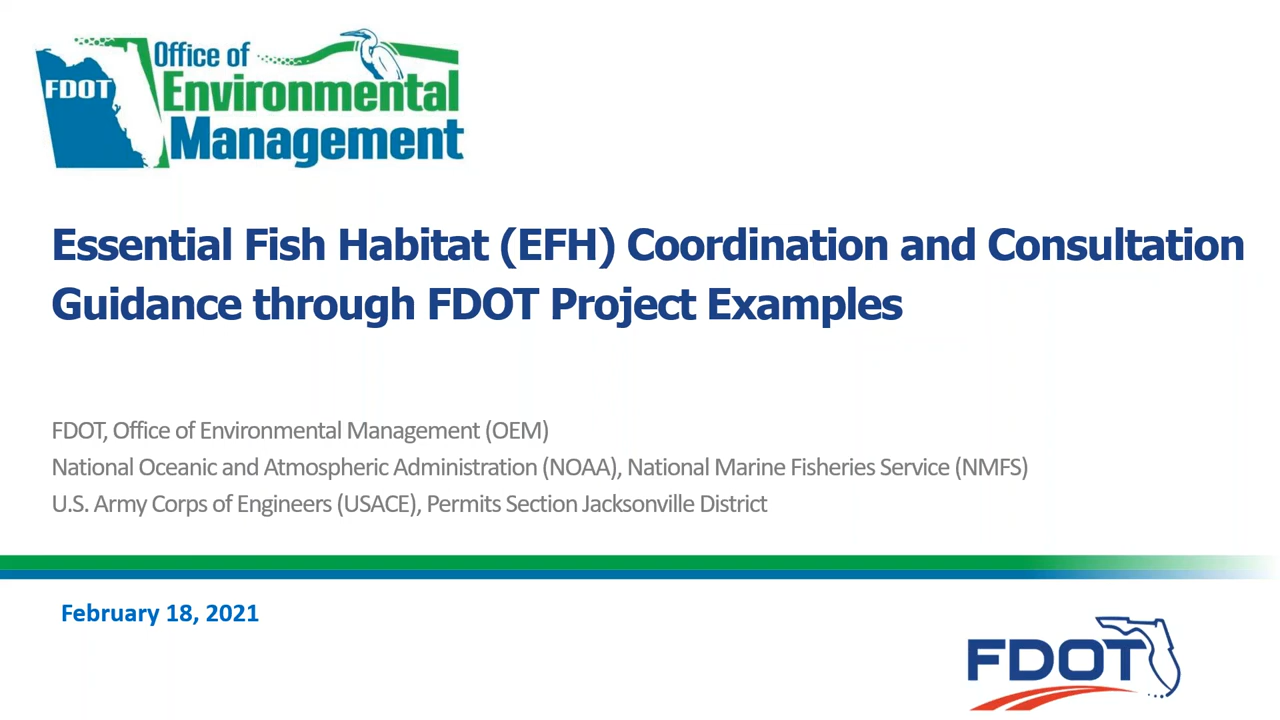 FDOT
Office of
Environmental
Management
Essential Fish Habitat (EFH) Coordination and Consultation
Guidance through FDOT Project Examples
FDOT, Office of Environmental Management (OEM)
National Oceanic and Atmospheric Administration (NOAA), National Marine Fisheries Service (NMFS)
U.S. Army Corps of Engineers (USACE), Permits Section Jacksonville District
February 18, 2021
FDOT